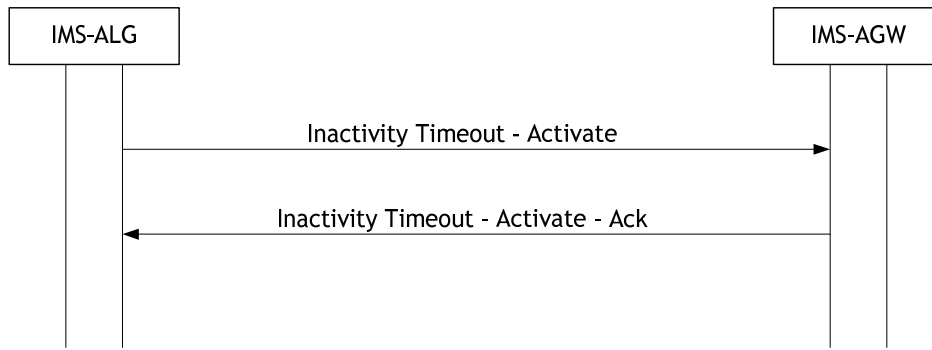 IMS-ALG
IMS-AGW
Inactivity Timeout - Activate
Inactivity Timeout - Activate - Ack